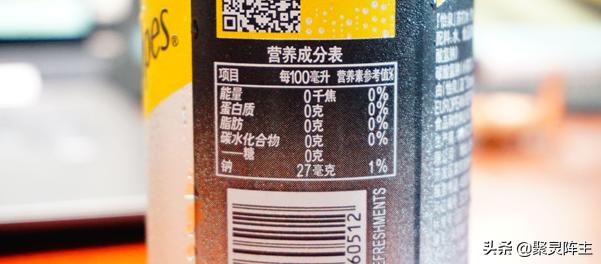 pes®
营养成分表
项目 每100毫升 营养素参考值%
能量 0千焦 0%
蛋白质 0克 0%
脂肪 0克 0%
碳水化合物 0克 0%
——糖 0克
钠 27毫克 1%
60512
REFRESHMENTS
头条 @聚灵阵主